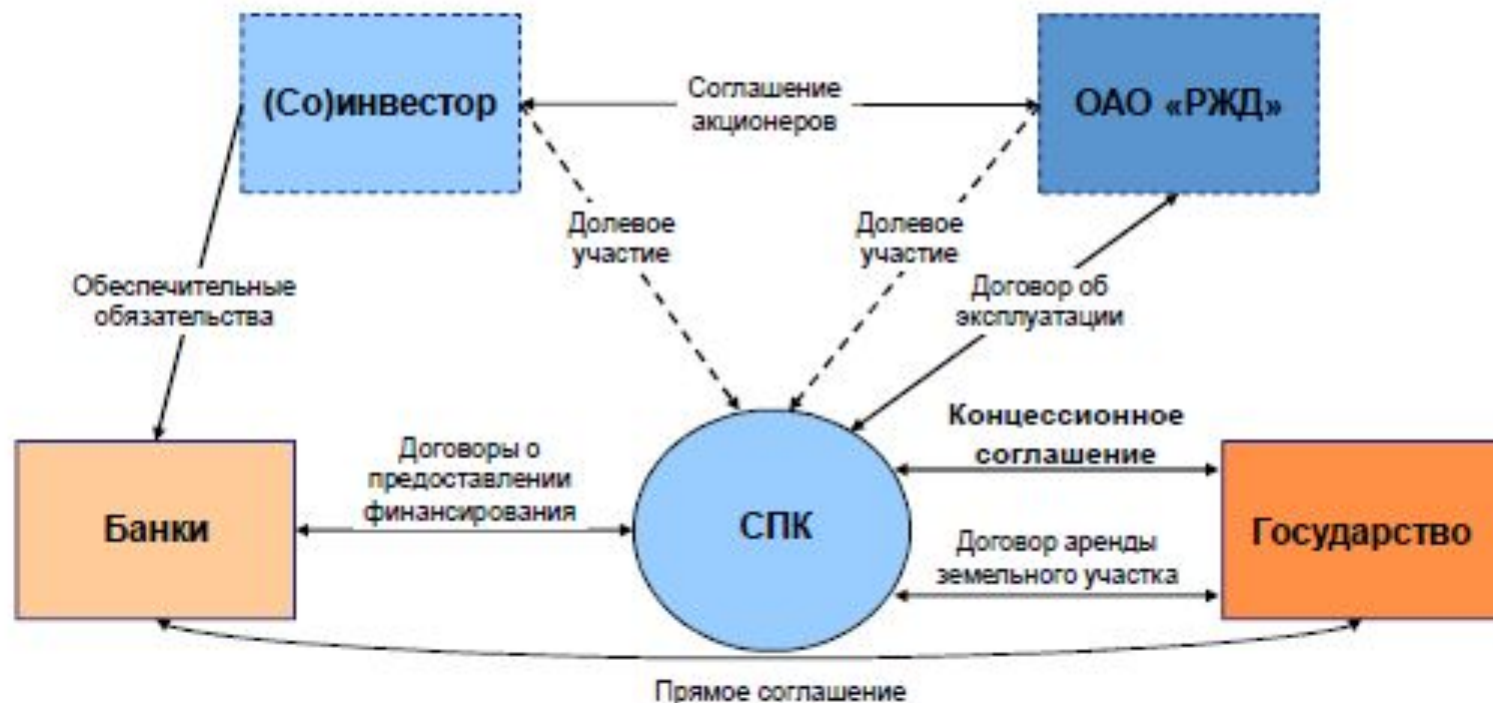 (Со)инвестор
Соглашение
акционеров
ОАО «РЖД»
Долевое
участие
Долевое
участие
Обеспечительные
обязательства
Договор об
эксплуатации
Концессионное
соглашение
Договоры о
предоставлении
финансирования
Банки
СПК
Государство
Договор аренды
земельного участка
Прямое соглашение